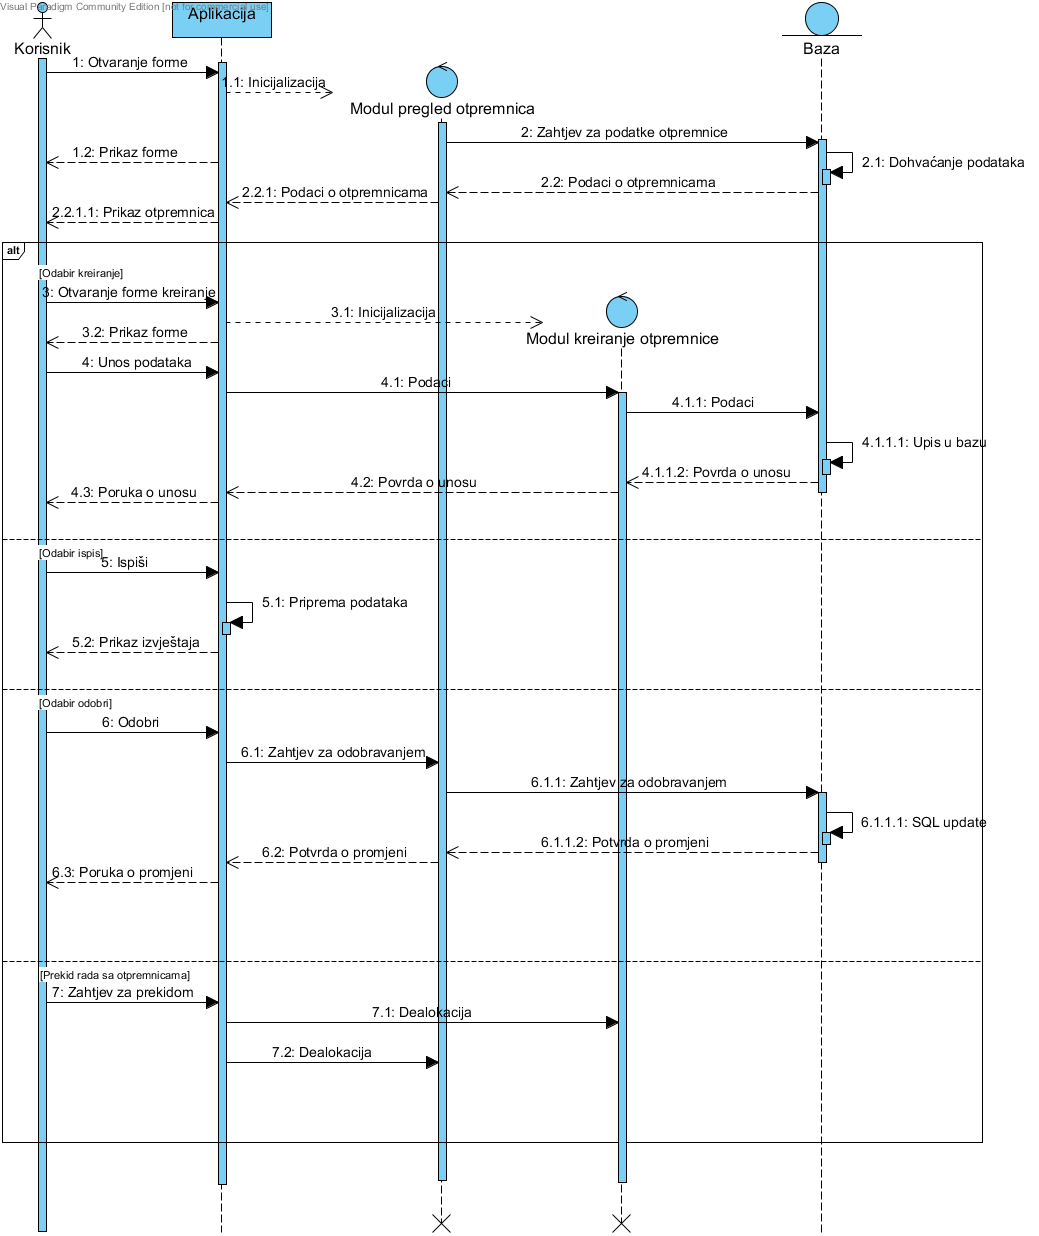 Visual Paradigm Community Edition [not for commercial use]
Aplikacija
Korisnik
Baza
1: Otvaranje forme
1.1: Inicijalizacija
Modul pregled otpremnica
2: Zahtjev za podatke otpremnice
1.2: Prikaz forme
2.1: Dohvaćanje podataka
2.2: Podaci o otpremnicama
2.2.1: Podaci o otpremnicama
2.2.1.1: Prikaz otpremnica
alt
[Odabir kreiranje]
3: Otvaranje forme kreiranje
3.1: Inicijalizacija
Modul kreiranje otpremnice
3.2: Prikaz forme
4: Unos podataka
4.1: Podaci
4.1.1: Podaci
4.1.1.1: Upis u bazu
4.1.1.2: Povrda o unosu
4.2: Povrda o unosu
4.3: Poruka o unosu
[Odabir ispis]
5: Ispiši
5.1: Priprema podataka
5.2: Prikaz izvještaja
[Odabir odobri]
6: Odobri
6.1: Zahtjev za odobravanjem
6.1.1: Zahtjev za odobravanjem
6.1.1.1: SQL update
6.1.1.2: Potvrda o promjeni
6.2: Potvrda o promjeni
6.3: Poruka o promjeni
[Prekid rada sa otpremnicama]
7: Zahtjev za prekidom
7.1: Dealokacija
7.2: Dealokacija